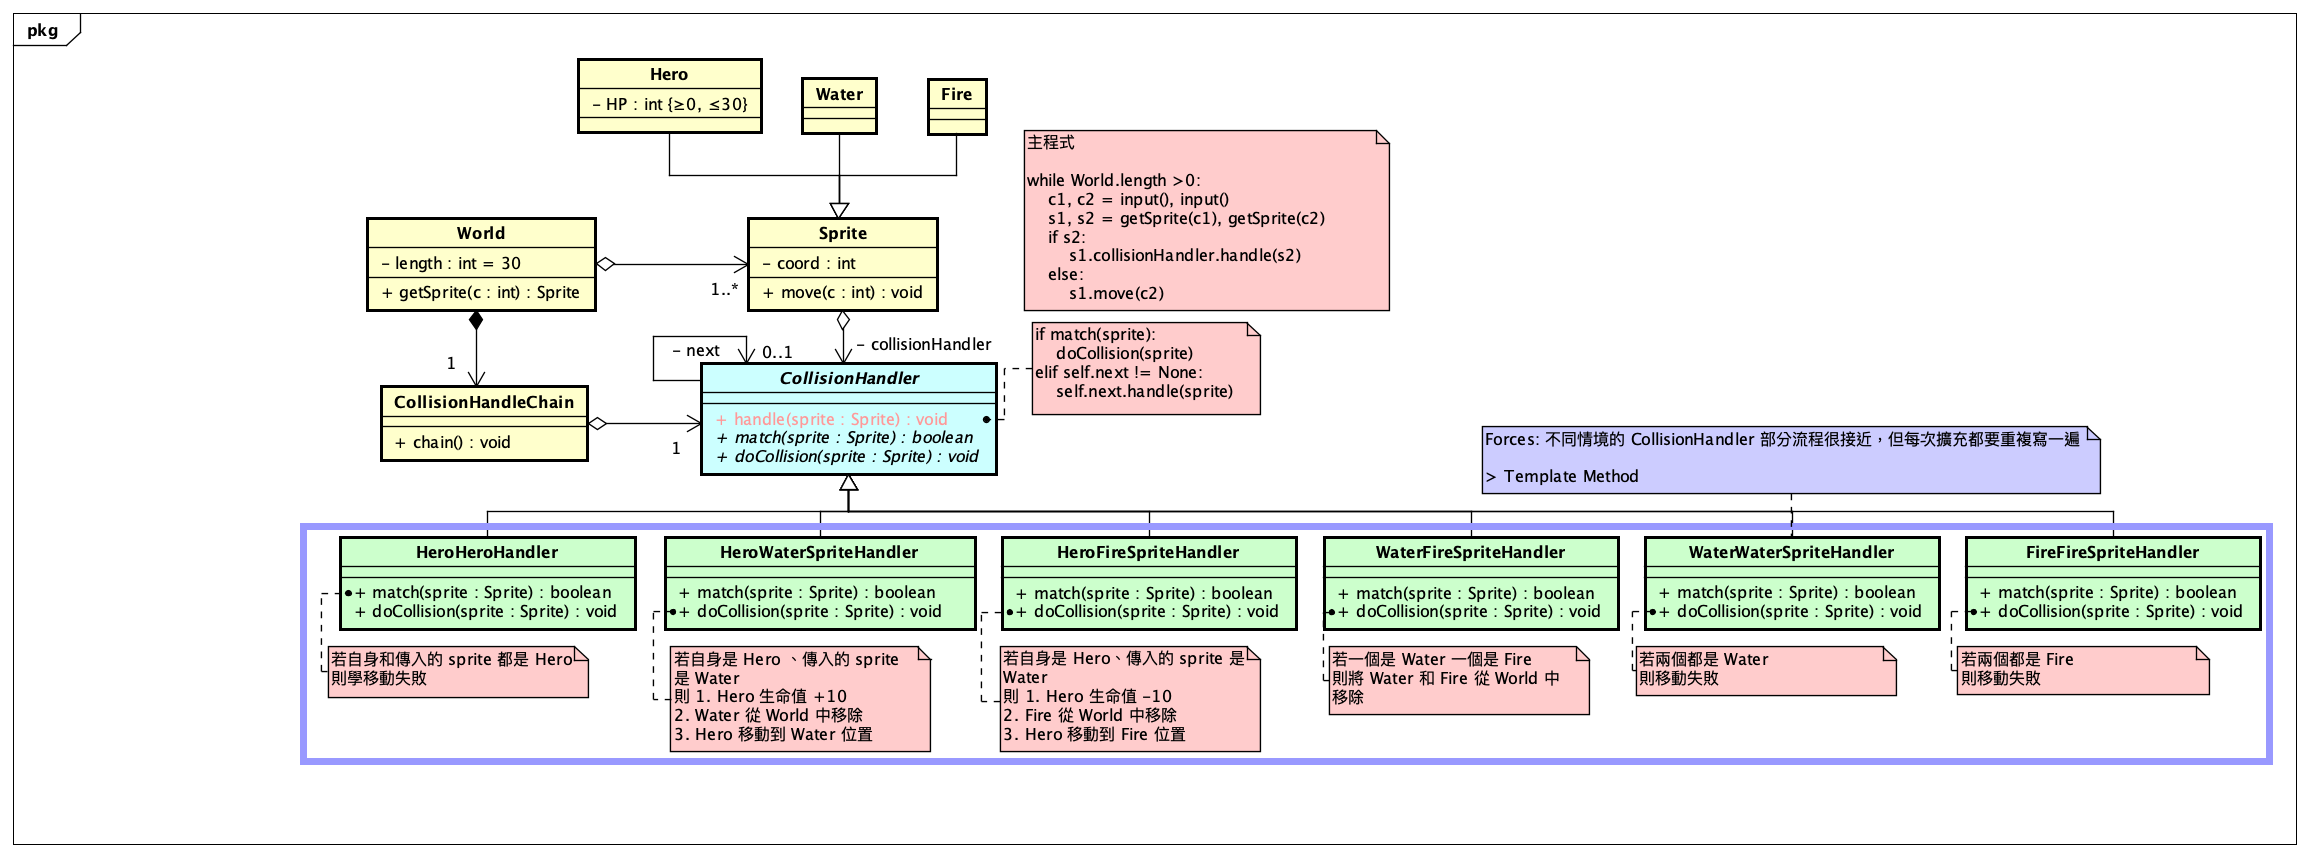 pkg
Hero
- HP : int {≥0, ≤30}
Water
Fire
主程式
while World.length >0:
c1, c2 = input(), input()
s1, s2 = getSprite(c1), getSprite(c2)
if s2:
s1.collisionHandler.handle(s2)
else:
s1.move(c2)
World
- length : int = 30
+ getSprite(c : int) : Sprite
Sprite
- coord : int
+ move(c : int) : void
1..*
1
- next
0..1
- collisionHandler
if match(sprite):
doCollision(sprite)
elif self.next != None:
self.next.handle(sprite)
CollisionHandleChain
+ chain() : void
1
CollisionHandler
+ handle(sprite : Sprite) : void
+ match(sprite : Sprite) : boolean
+ doCollision(sprite : Sprite) : void
Forces: 不同情境的 CollisionHandler 部分流程很接近，但每次擴充都要重複寫一遍
> Template Method
HeroHeroHandler
+ match(sprite : Sprite) : boolean
+ doCollision(sprite : Sprite) : void
HeroWaterSpriteHandler
+ match(sprite : Sprite) : boolean
+ doCollision(sprite : Sprite) : void
HeroFireSpriteHandler
+ match(sprite : Sprite) : boolean
+ doCollision(sprite : Sprite) : void
WaterFireSpriteHandler
+ match(sprite : Sprite) : boolean
+ doCollision(sprite : Sprite) : void
WaterWaterSpriteHandler
+ match(sprite : Sprite) : boolean
+ doCollision(sprite : Sprite) : void
FireFireSpriteHandler
+ match(sprite : Sprite) : boolean
+ doCollision(sprite : Sprite) : void
若自身和傳入的 sprite 都是 Hero
則學移動失敗
若自身是 Hero 、傳入的 sprite
是 Water
則 1. Hero 生命值 +10
2. Water 從 World 中移除
3. Hero 移動到 Water 位置
若自身是 Hero、傳入的 sprite 是
Water
則 1. Hero 生命值 -10
2. Fire 從 World 中移除
3. Hero 移動到 Fire 位置
若一個是 Water 一個是 Fire
則將 Water 和 Fire 從 World 中
移除
若兩個都是 Water
則移動失敗
若兩個都是 Fire
則移動失敗